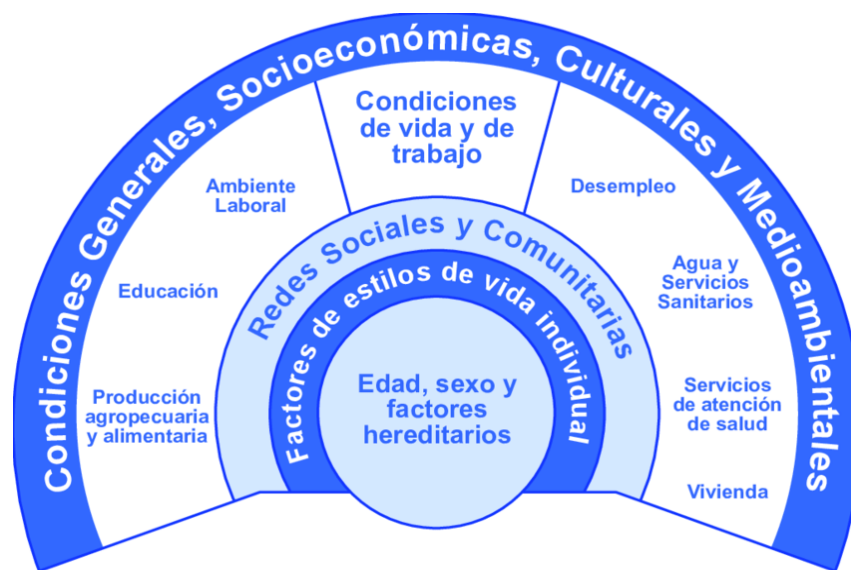 Condiciones Generales, Socioeconómicas, Culturales y Medioambientales
Condiciones
de vida y de
trabajo
Ambiente
Laboral
Desempleo
Redes Sociales y Comunitarias
Educación
Agua y
Servicios
Sanitarios
Factores de estilos de vida individual
Edad, sexo y
factores
hereditarios
Producción
agropecuaria
y alimentaria
Servicios
de atención
de salud
Vivienda